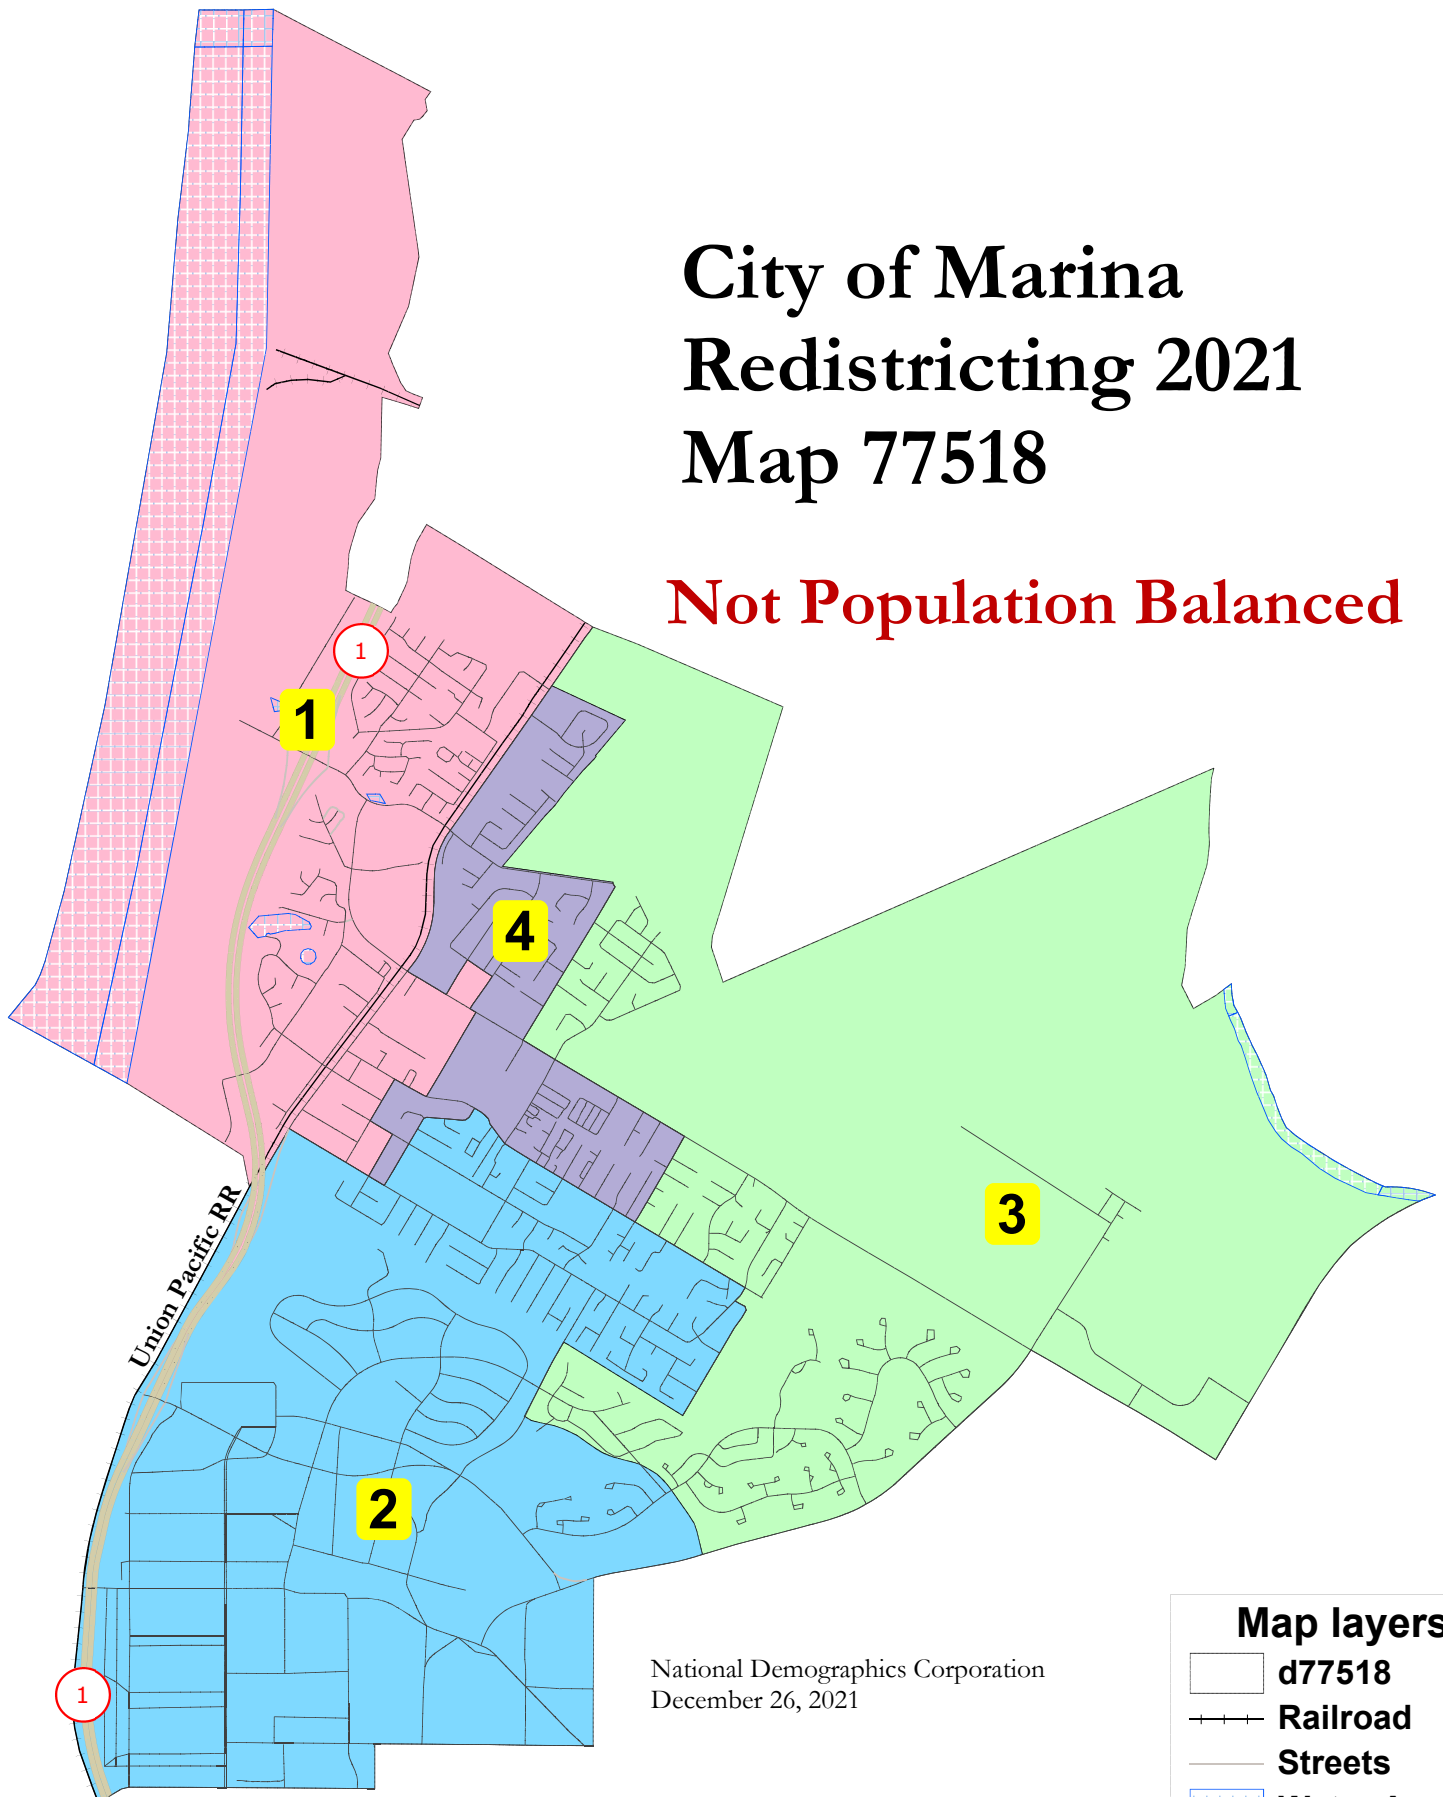 City of Marina
Redistricting 2021
Map 77518
Not Population Balanced
1
1
4
3
Union Pacific RR
2
1
National Demographics Corporation
December 26, 2021
Map layers
d77518
Railroad
Streets